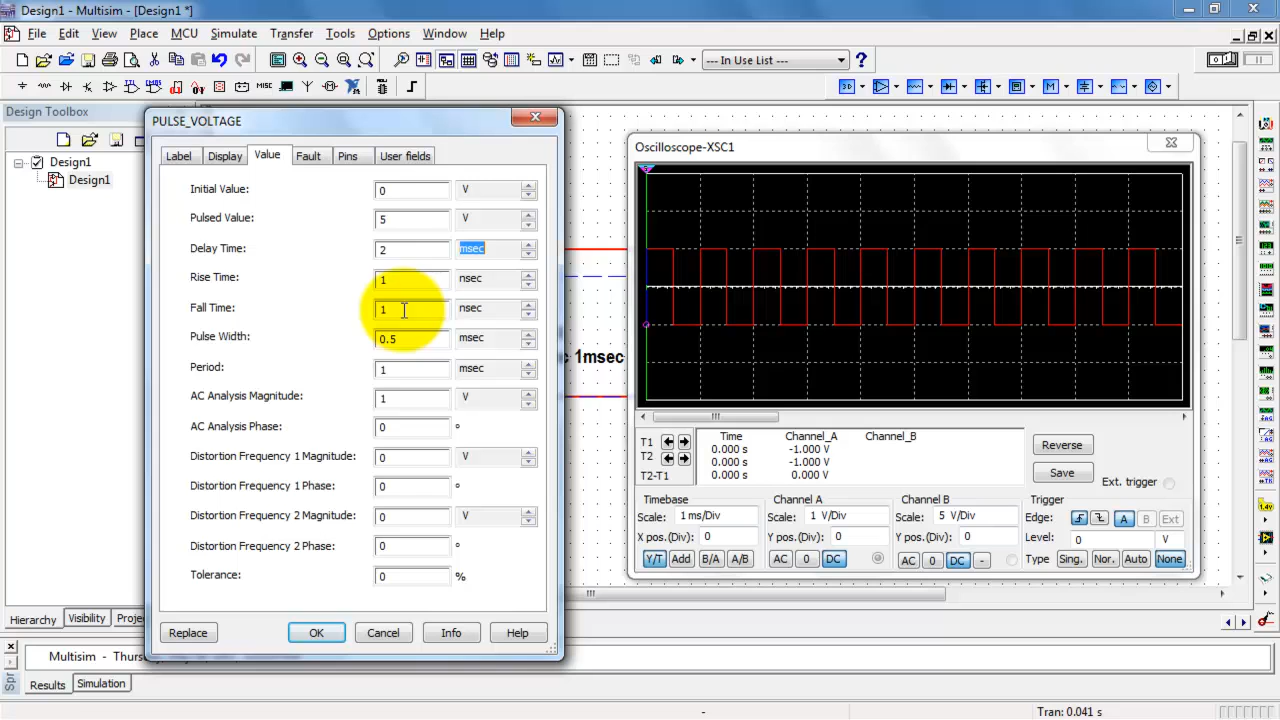 Design1 - Multisim - [Design1 *]
File Edit View Place MCU Simulate Transfer Tools Options Window Help
--- In Use List ---
Design Toolbox
Design1
Design1
Hierarchy Visibility Proje
PULSE_VOLTAGE
Label Display Value Fault Pins User fields
Initial Value: 0 V
Pulsed Value: 5 V
Delay Time: 2 msec
Rise Time: 1 nsec
Fall Time: 1 nsec
Pulse Width: 0.5 msec
Period: 1 msec
AC Analysis Magnitude: 1 V
AC Analysis Phase: 0 °
Distortion Frequency 1 Magnitude: 0 V
Distortion Frequency 1 Phase: 0 °
Distortion Frequency 2 Magnitude: 0 V
Distortion Frequency 2 Phase: 0 °
Tolerance: 0 %
Replace OK Cancel Info Help
c 1msec
Oscilloscope-XSC1
Time Channel_A Channel_B
T1 0.000 s -1.000 V
T2 0.000 s -1.000 V
T2-T1 0.000 s 0.000 V
Reverse
Save
Ext. trigger
Timebase Channel A Channel B Trigger
Scale: 1 ms/Div Scale: 1 V/Div Scale: 5 V/Div Edge: A B Ext
X pos.(Div): 0 Y pos.(Div): 0 Y pos.(Div): 0 Level: 0 V
Y/T Add B/A A/B AC 0 DC AC 0 DC - Type Sing. Nor. Auto None
Multisim - Thursday,
Spr
Results Simulation
- Tran: 0.041 s